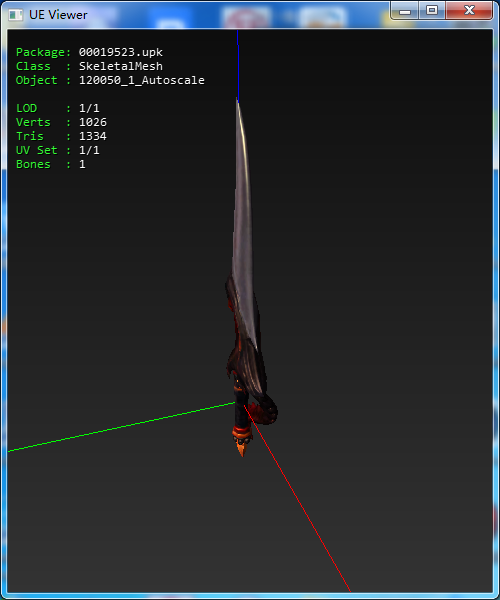 UE Viewer
Package: 00019523.upk
Class : SkeletalMesh
Object : 120050_1_Autoscale
LOD : 1/1
Verts : 1026
Tris : 1334
UV Set : 1/1
Bones : 1